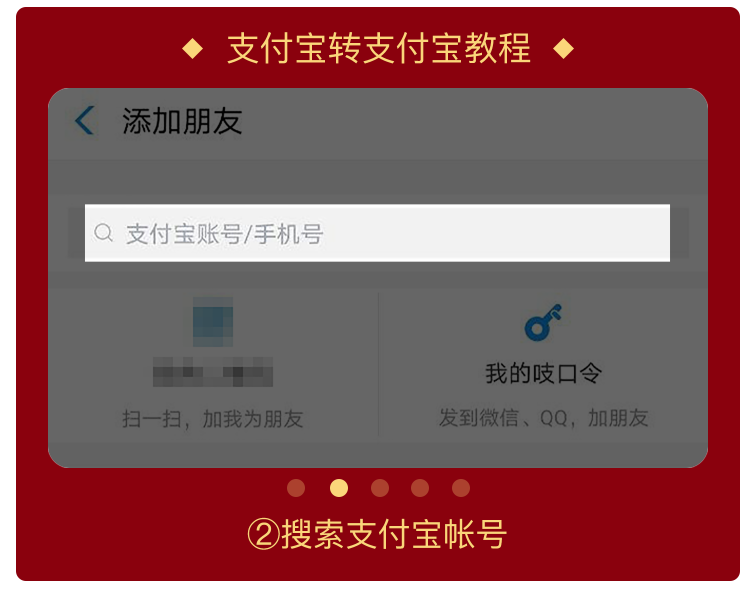 支付宝转支付宝教程
添加朋友
支付宝账号/手机号
我的吱口令
扫一扫，加我为朋友
发到微信、QQ，加朋友
②搜索支付宝帐号